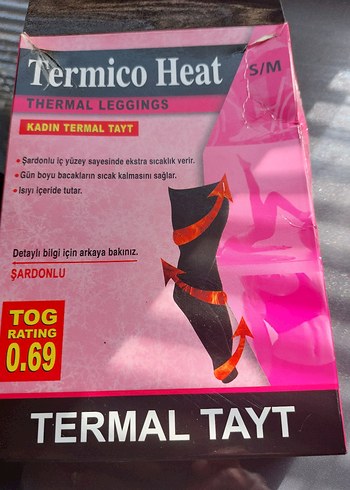 Termico Heat
S/M
THERMAL LEGGINGS
KADIN TERMAL TAYT
• Şardonlu iç yüzey sayesinde ekstra sıcaklık verir.
• Gün boyu bacakların sıcak kalmasını sağlar.
• Isıyı içeride tutar.
Detaylı bilgi için arkaya bakınız.
ŞARDONLU
TOG
RATING
0.69
TERMAL TAYT